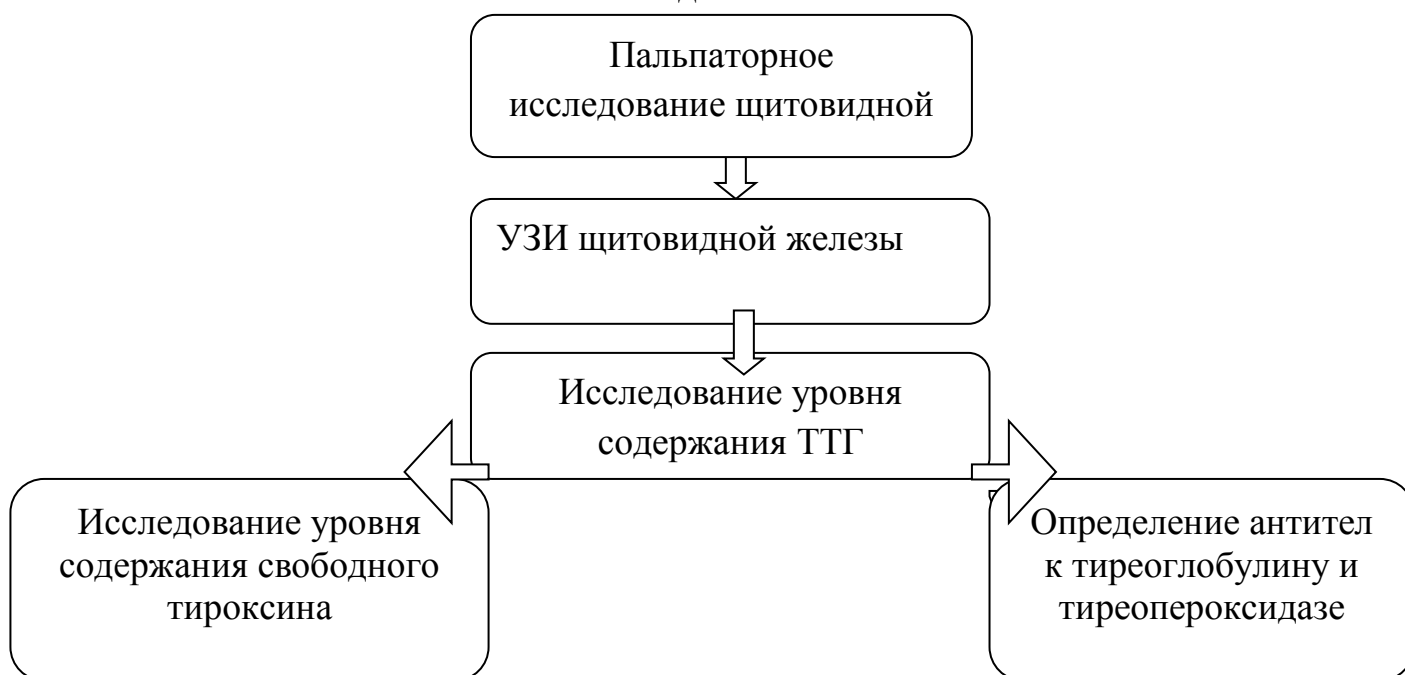 Пальпаторное
исследование щитовидной
УЗИ щитовидной железы
Исследование уровня
содержания ТТГ
Исследование уровня
содержания свободного
тироксина
Определение антител
к тиреоглобулину и
тиреопероксидазе